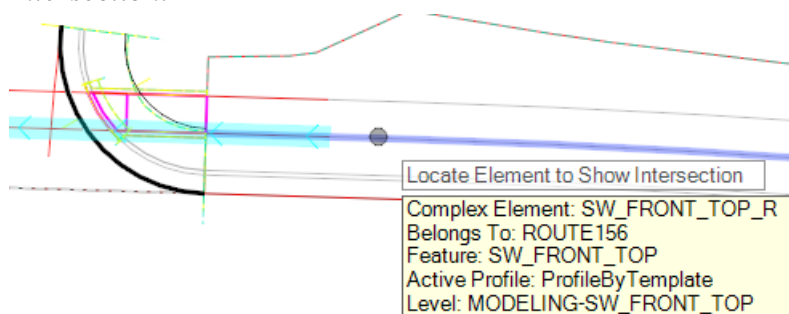 Locate Element to Show Intersection
Complex Element: SW_FRONT_TOP_R
Belongs To: ROUTE156
Feature: SW_FRONT_TOP
Active Profile: ProfileByTemplate
Level: MODELING-SW_FRONT_TOP